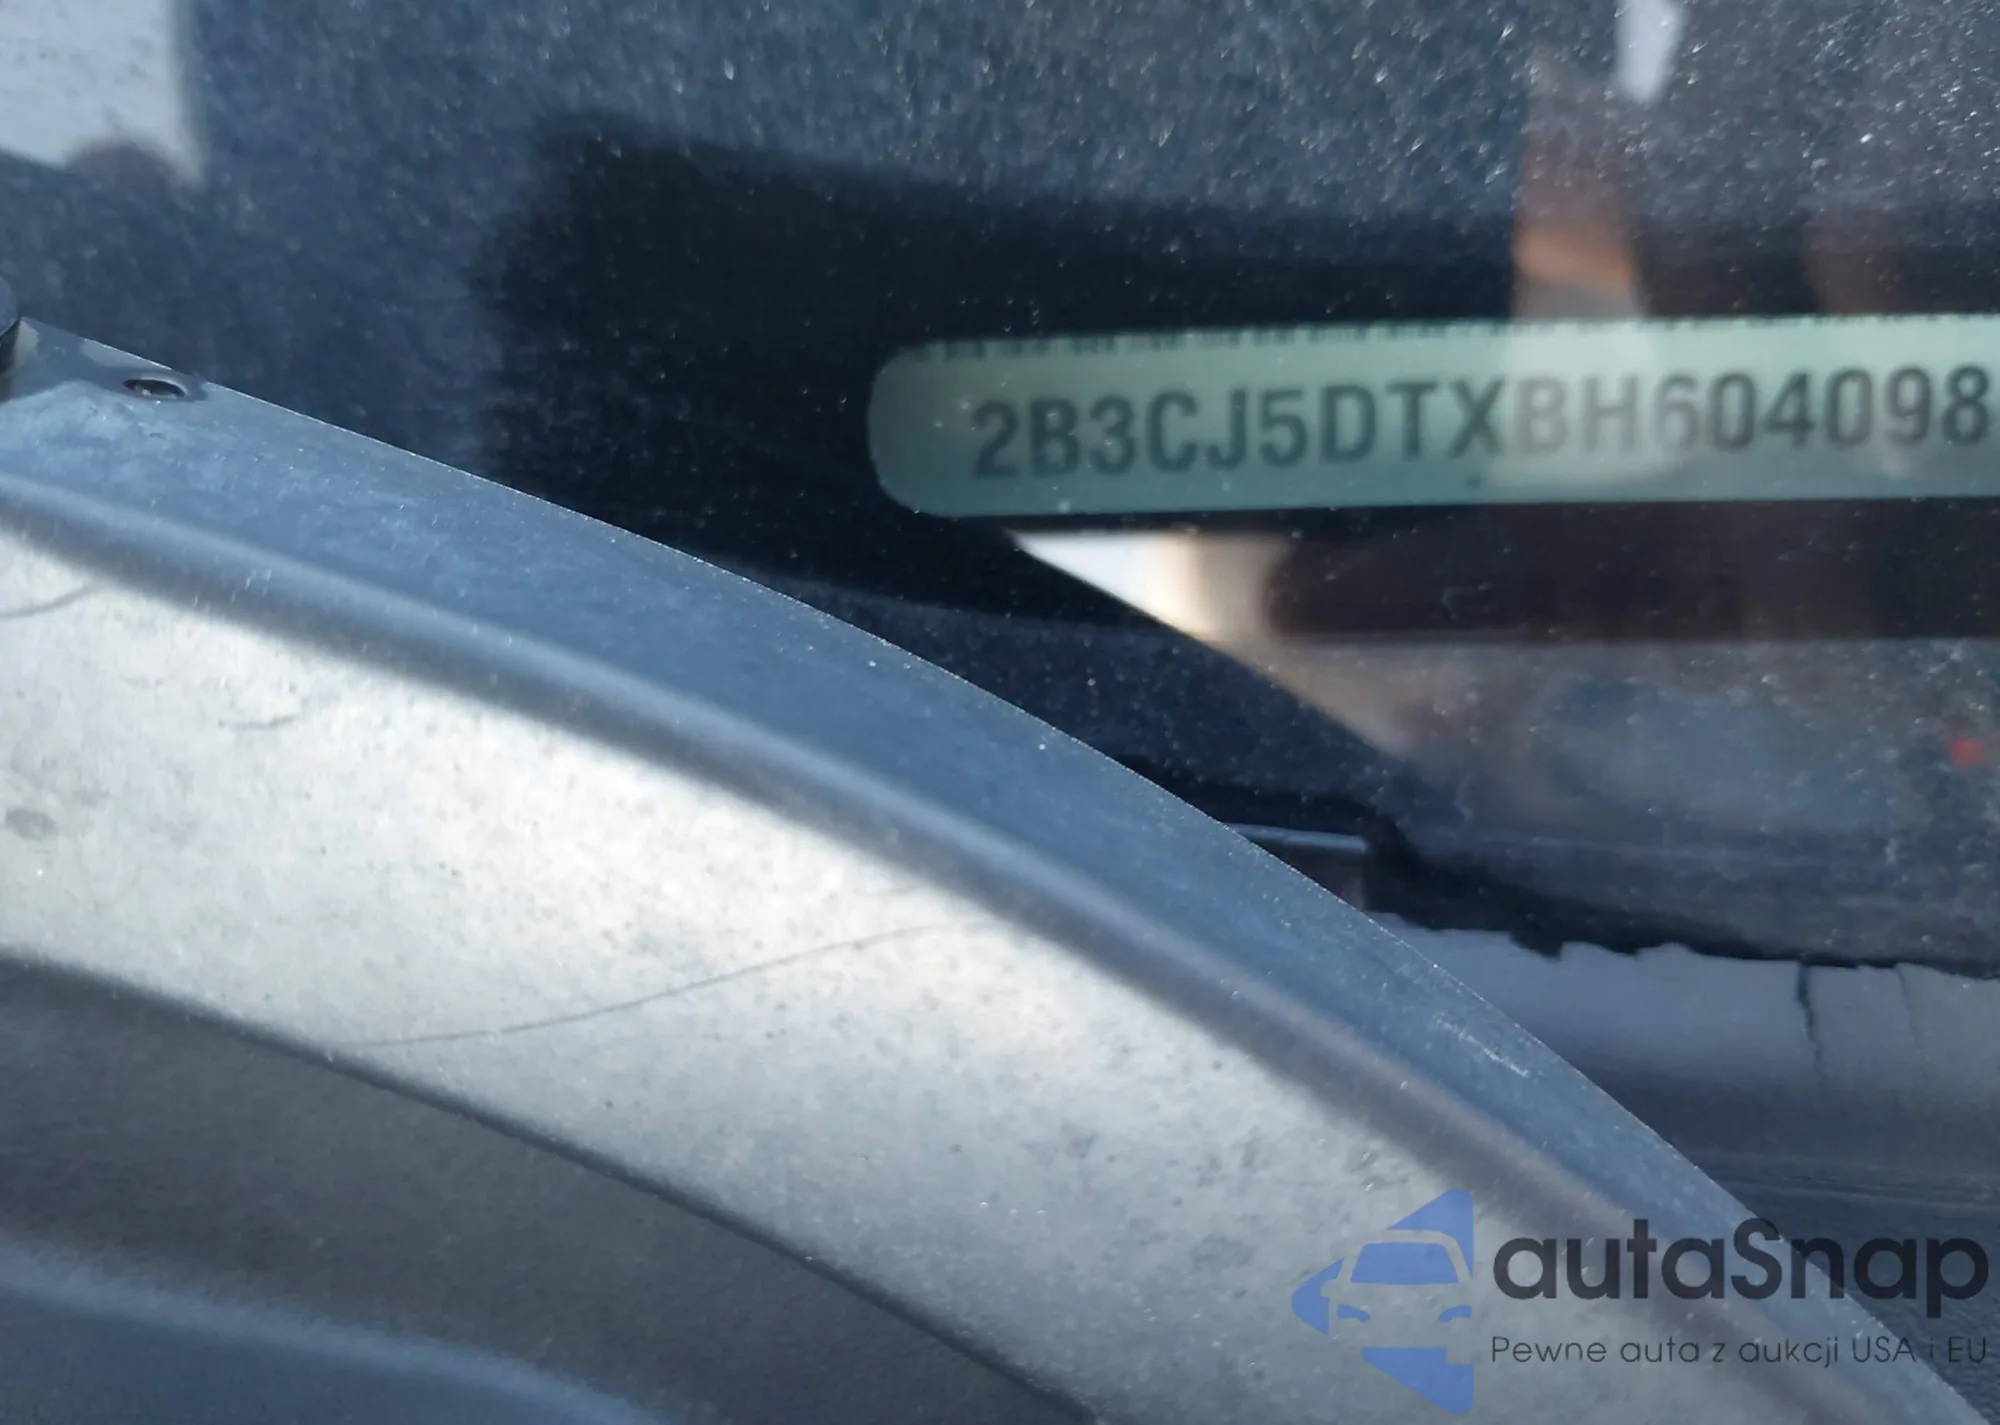 2B3CJ5DTXBH604098
autaSnap
Pewne auta z aukcji USA i EU